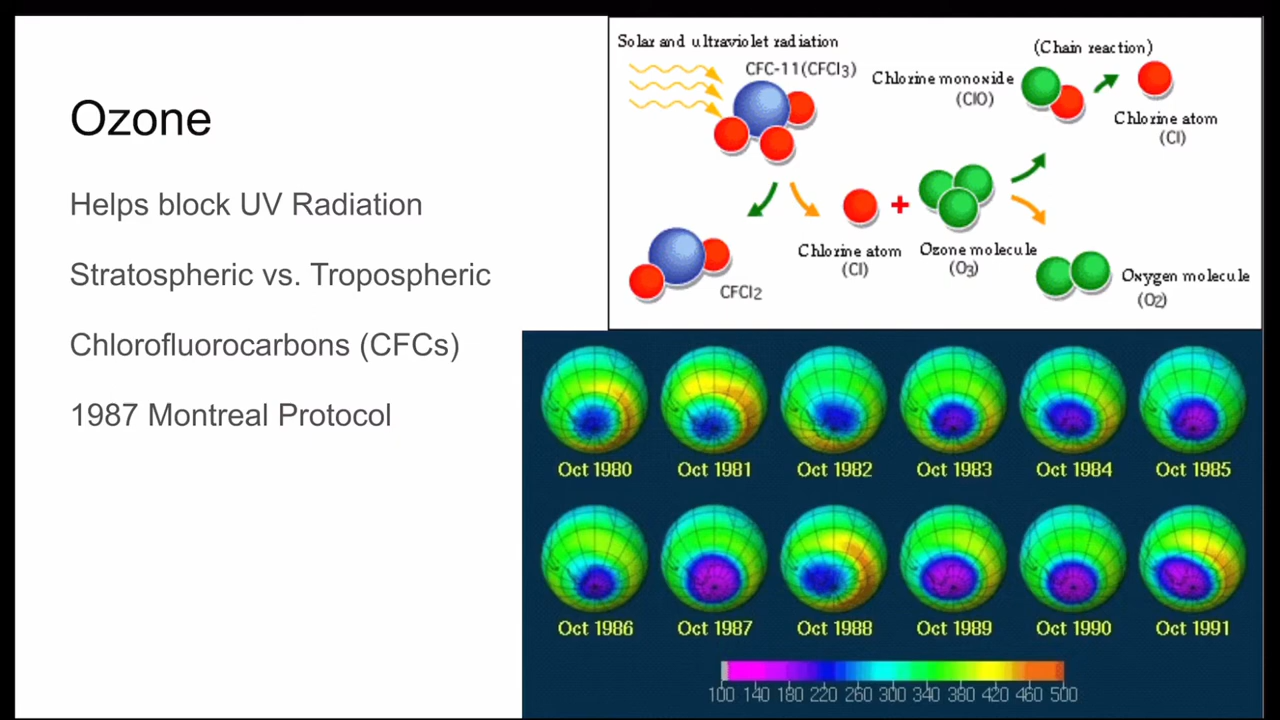 Ozone
Helps block UV Radiation
Stratospheric vs. Tropospheric
Chlorofluorocarbons (CFCs)
1987 Montreal Protocol
Solar and ultraviolet radiation
CFC-11(CFCl3)
(Chain reaction)
Chlorine monoxide
(ClO)
Chlorine atom
(Cl)
Chlorine atom
(Cl)
+
Ozone molecule
(O3)
CFCl2
Oxygen molecule
(O2)
Oct 1980 Oct 1981 Oct 1982 Oct 1983 Oct 1984 Oct 1985
Oct 1986 Oct 1987 Oct 1988 Oct 1989 Oct 1990 Oct 1991
100 140 180 220 260 300 340 380 420 460 500